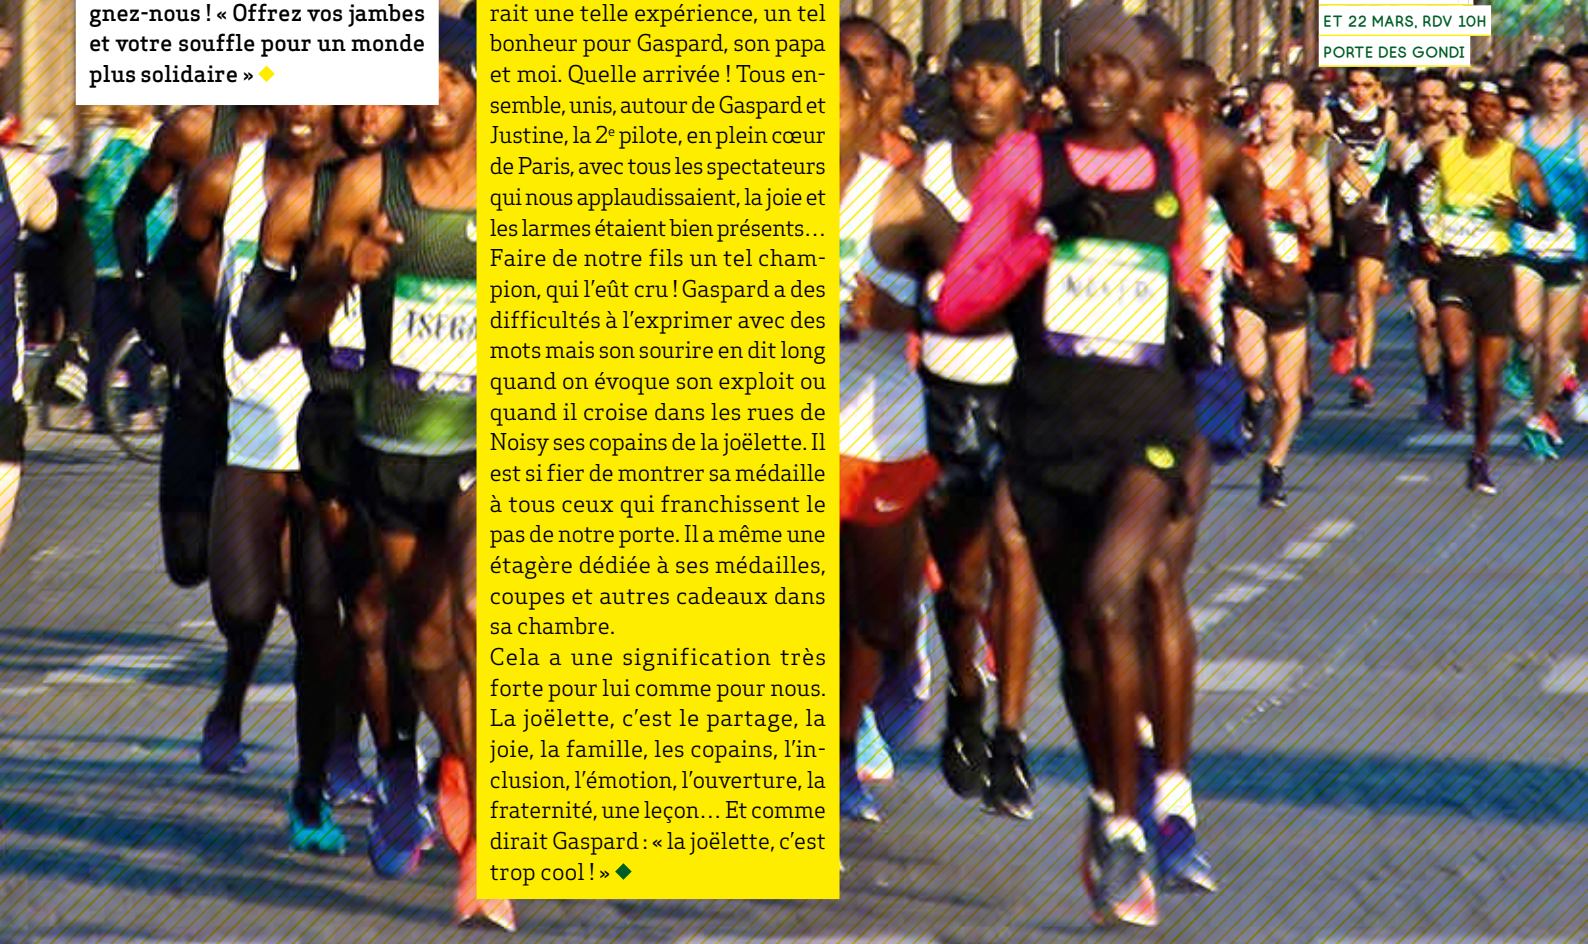 gnez-nous ! « Offrez vos jambes
et votre souffle pour un monde
plus solidaire »
rait une telle expérience, un tel
bonheur pour Gaspard, son papa
et moi. Quelle arrivée ! Tous en-
semble, unis, autour de Gaspard et
Justine, la 2e pilote, en plein cœur
de Paris, avec tous les spectateurs
qui nous applaudissaient, la joie et
les larmes étaient bien présents…
Faire de notre fils un tel cham-
pion, qui l’eût cru ! Gaspard a des
difficultés à l’exprimer avec des
mots mais son sourire en dit long
quand on évoque son exploit ou
quand il croise dans les rues de
Noisy ses copains de la joëlette. Il
est si fier de montrer sa médaille
à tous ceux qui franchissent le
pas de notre porte. Il a même une
étagère dédiée à ses médailles,
coupes et autres cadeaux dans
sa chambre.
Cela a une signification très
forte pour lui comme pour nous.
La joëlette, c’est le partage, la
joie, la famille, les copains, l’in-
clusion, l’émotion, l’ouverture, la
fraternité, une leçon… Et comme
dirait Gaspard : « la joëlette, c’est
trop cool ! »
ET 22 MARS, RDV 10H
PORTE DES GONDI